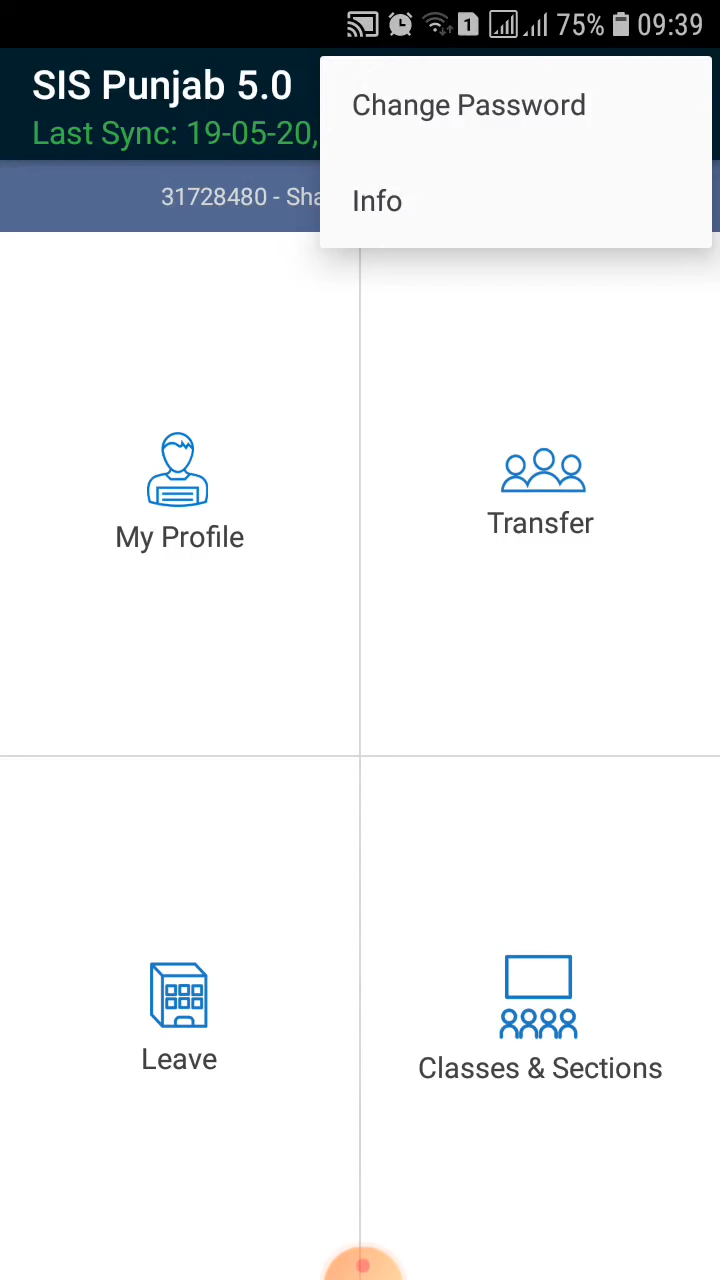 1 75% 09:39
SIS Punjab 5.0
Last Sync: 19-05-20,
Change Password
31728480 - Sha
Info
My Profile
Transfer
Leave
Classes & Sections